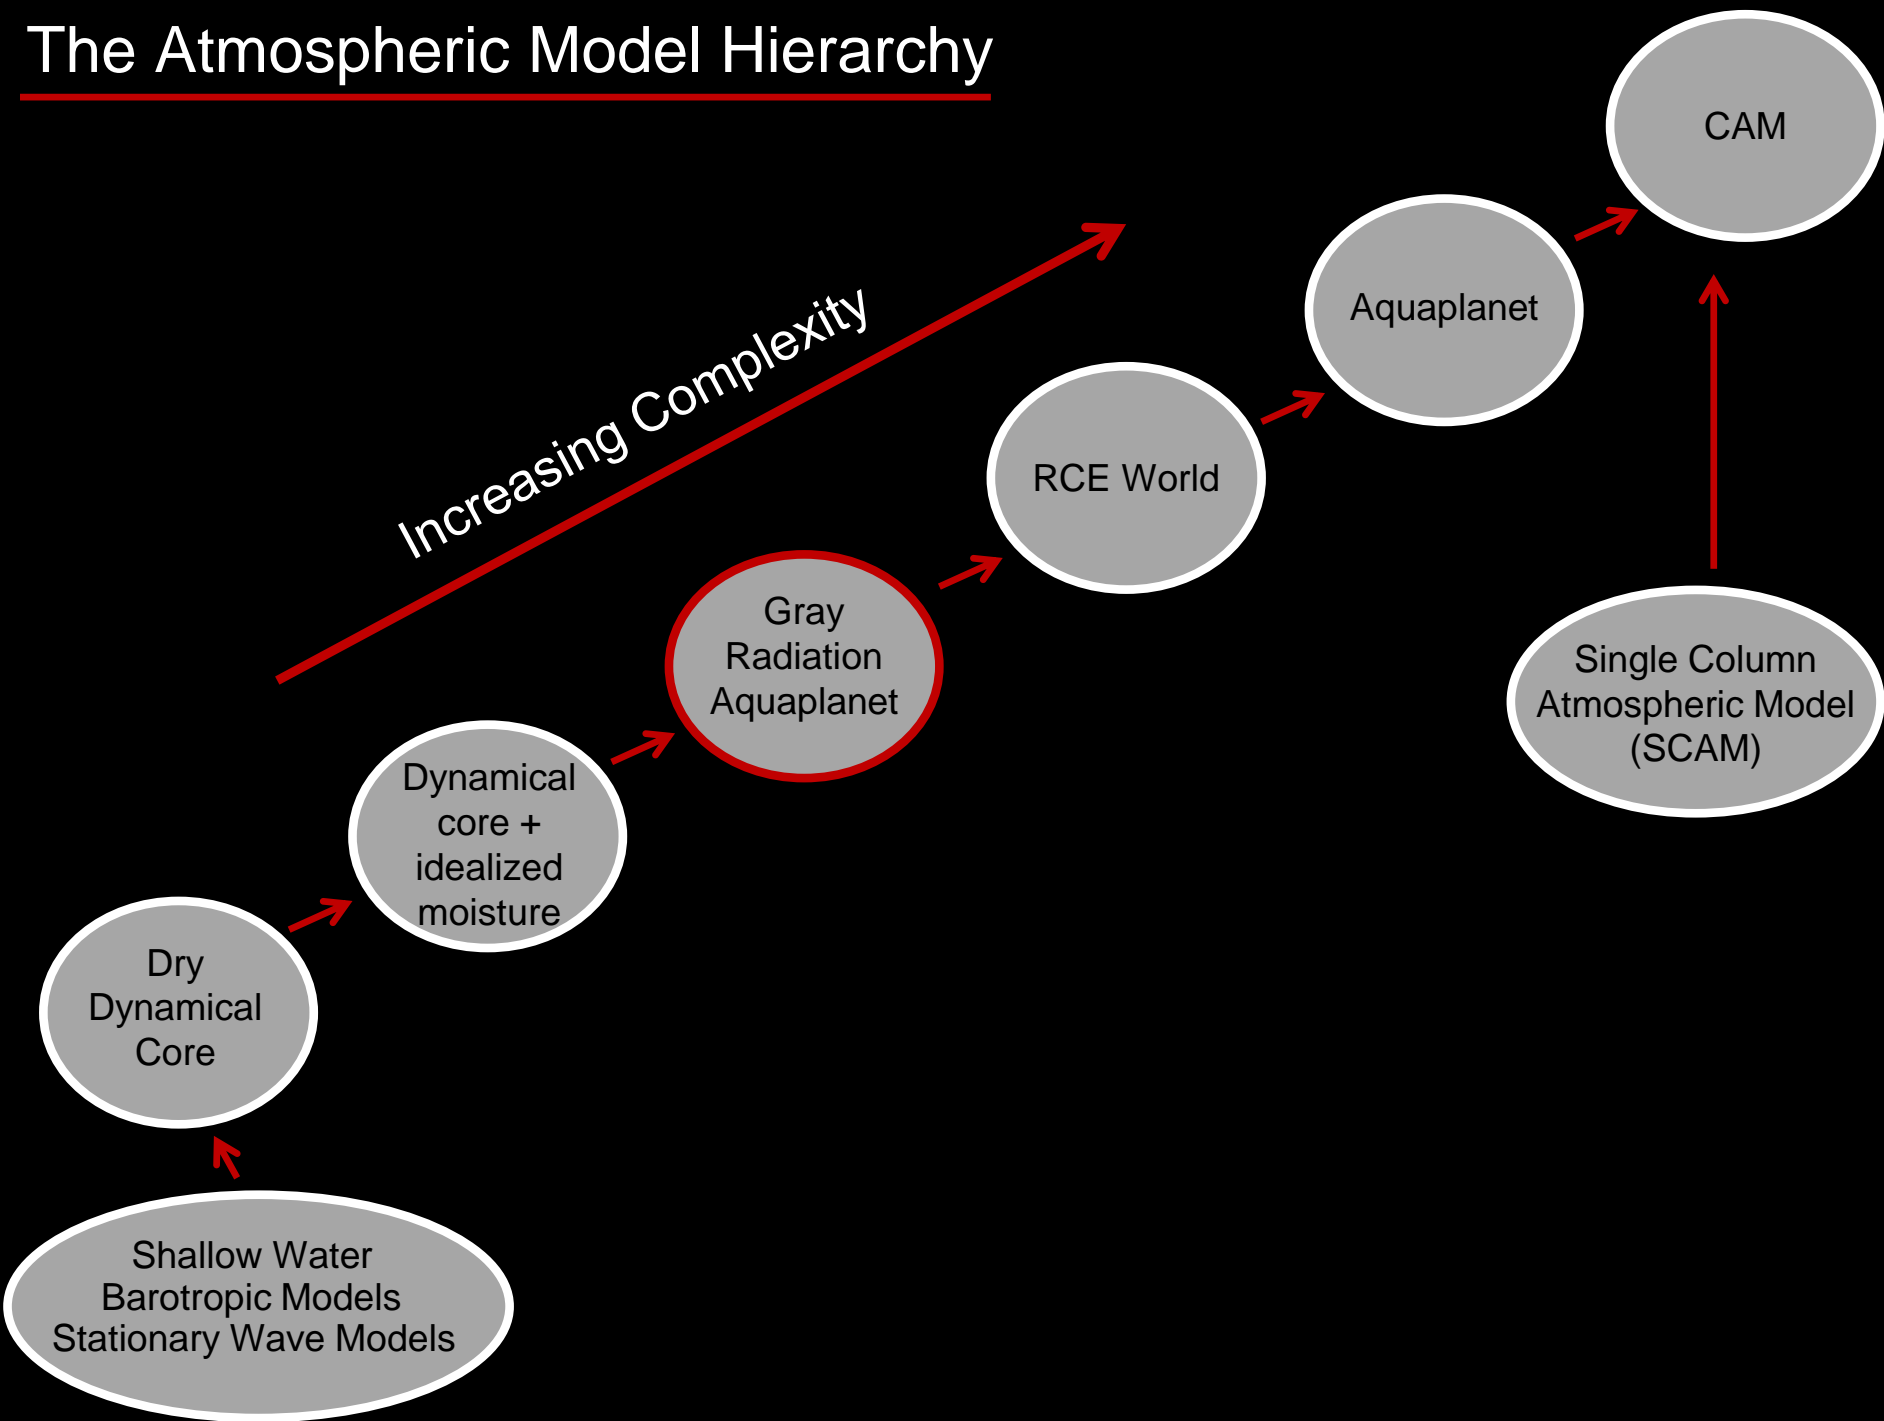 The Atmospheric Model Hierarchy
CAM
Aquaplanet
Increasing Complexity
RCE World
Gray
Radiation
Aquaplanet
Single Column
Atmospheric Model
(SCAM)
Dynamical
core +
idealized
moisture
Dry
Dynamical
Core
Shallow Water
Barotropic Models
Stationary Wave Models